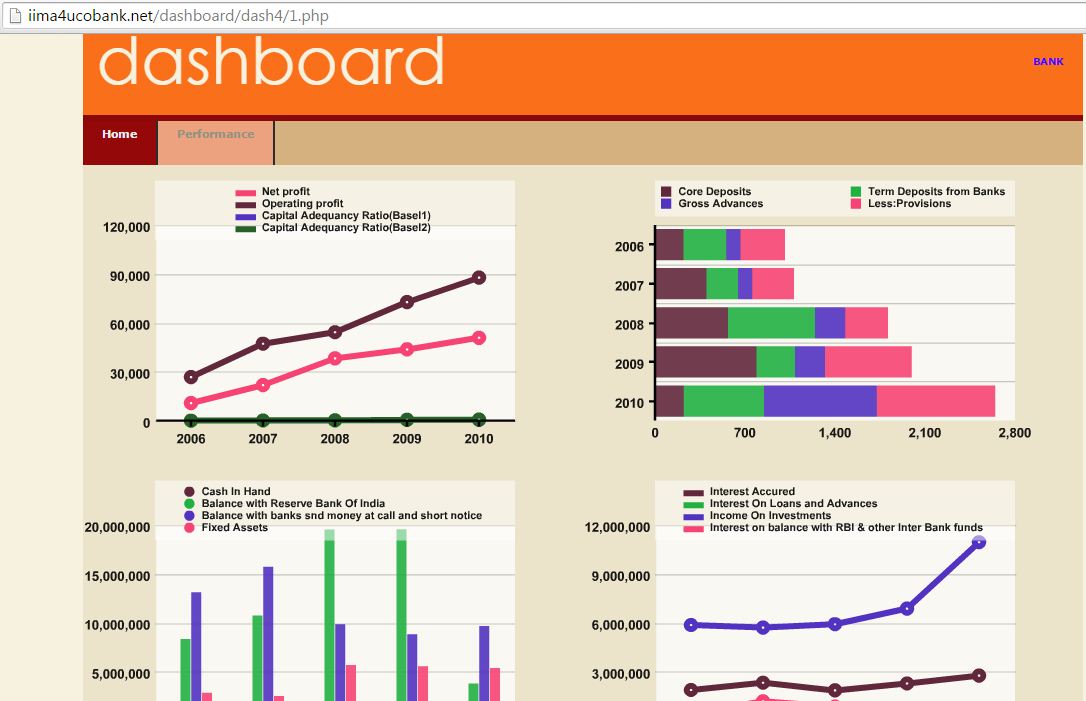 iima4ucobank.net/dashboard/dash4/1.php
dashboard
BANK
Home
Performance
Net profit
Operating profit
Capital Adequancy Ratio(Basel1)
Capital Adequancy Ratio(Basel2)
120,000
90,000
60,000
30,000
0
2006 2007 2008 2009 2010
Core Deposits
Gross Advances
Term Deposits from Banks
Less:Provisions
2006
2007
2008
2009
2010
0 700 1,400 2,100 2,800
Cash In Hand
Balance with Reserve Bank Of India
Balance with banks snd money at call and short notice
Fixed Assets
20,000,000
15,000,000
10,000,000
5,000,000
Interest Accured
Interest On Loans and Advances
Income On Investments
Interest on balance with RBI & other Inter Bank funds
12,000,000
9,000,000
6,000,000
3,000,000